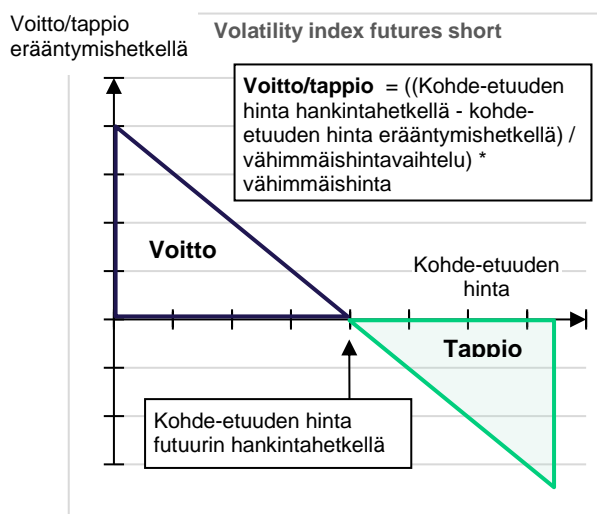 Voitto/tappio
erääntymishetkellä
Volatility index futures short
Voitto/tappio = ((Kohde-etuuden
hinta hankintahetkellä - kohde-
etuuden hinta erääntymishetkellä) /
vähimmäishintavaihtelu) *
vähimmäishinta
Voitto
Kohde-etuuden
hinta
Tappio
Kohde-etuuden hinta
futuurin hankintahetkellä